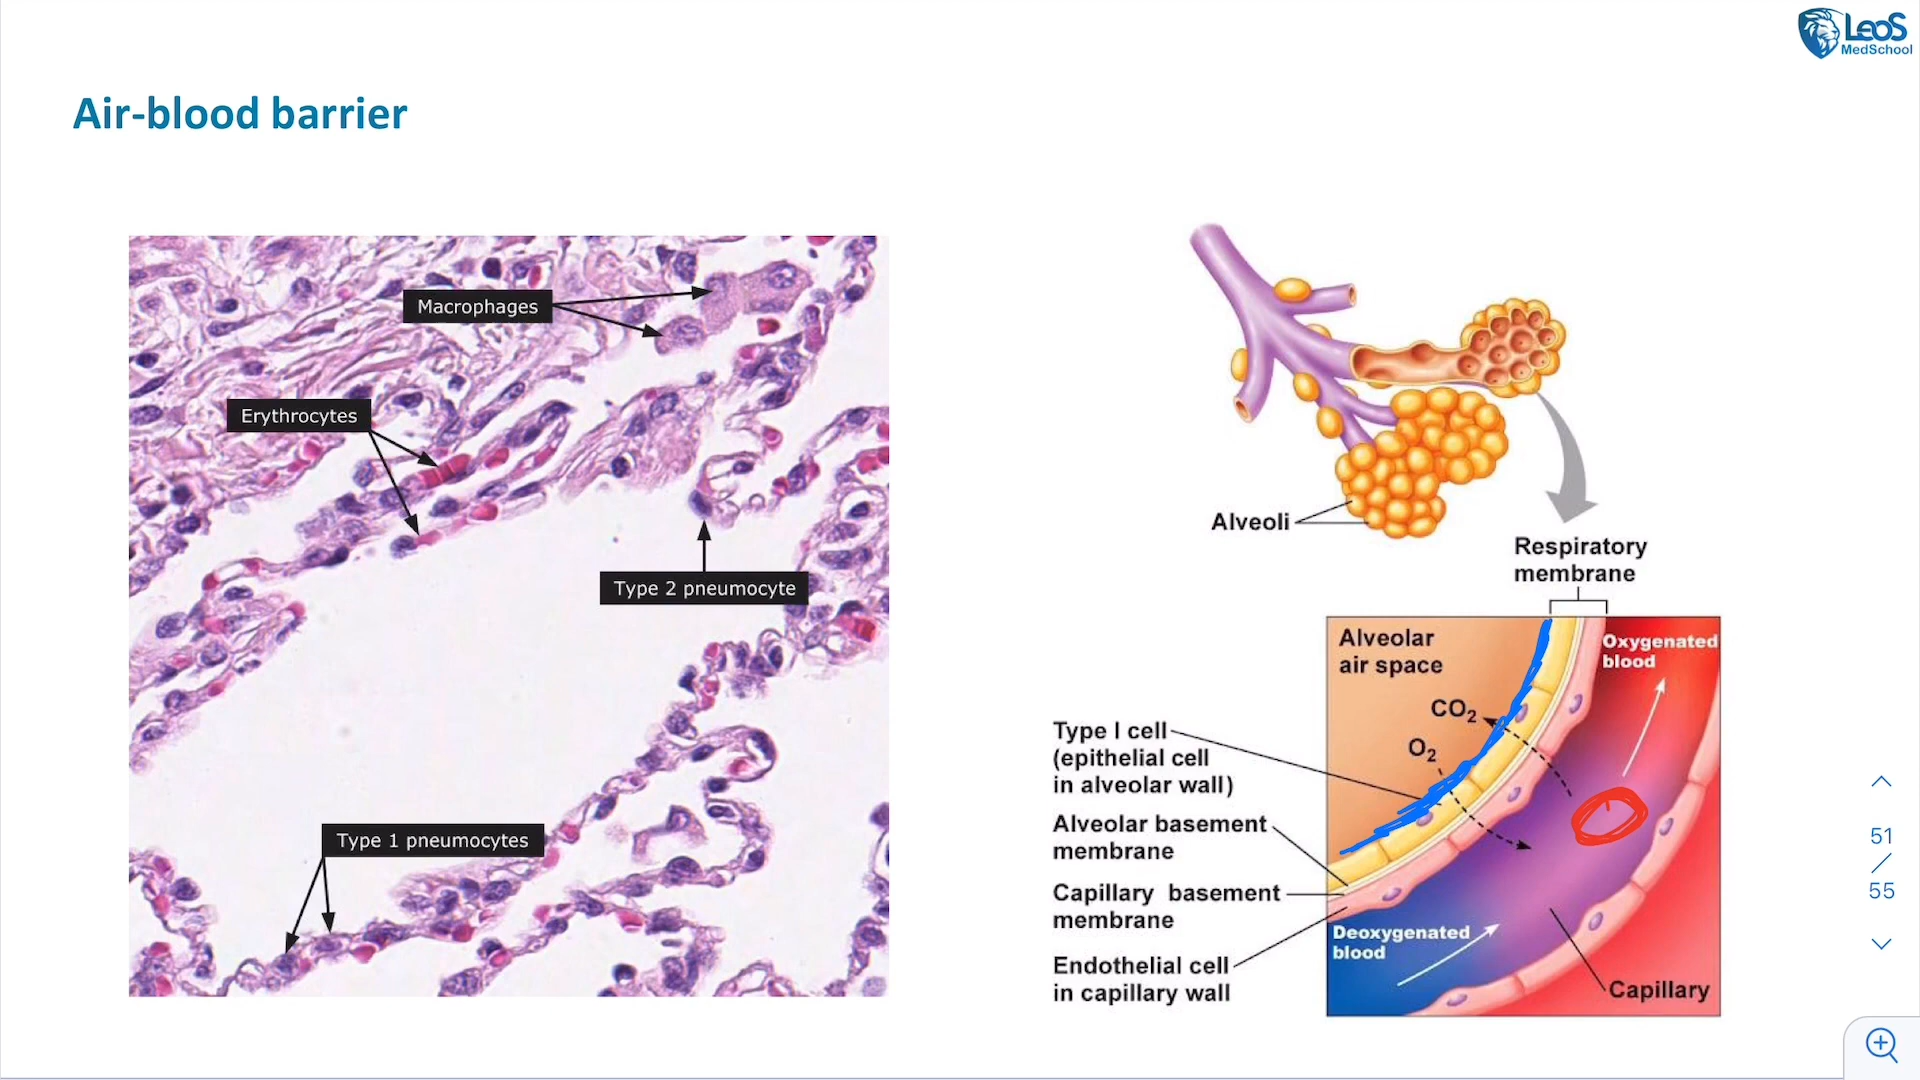 LeoS
MedSchool
Air-blood barrier
Macrophages
Erythrocytes
Type 2 pneumocyte
Type 1 pneumocytes
Alveoli
Respiratory
membrane
Alveolar
air space
Oxygenated
blood
CO₂
O₂
Type I cell
(epithelial cell
in alveolar wall)
Alveolar basement
membrane
Capillary basement
membrane
Endothelial cell
in capillary wall
Deoxygenated
blood
Capillary
51
/
55